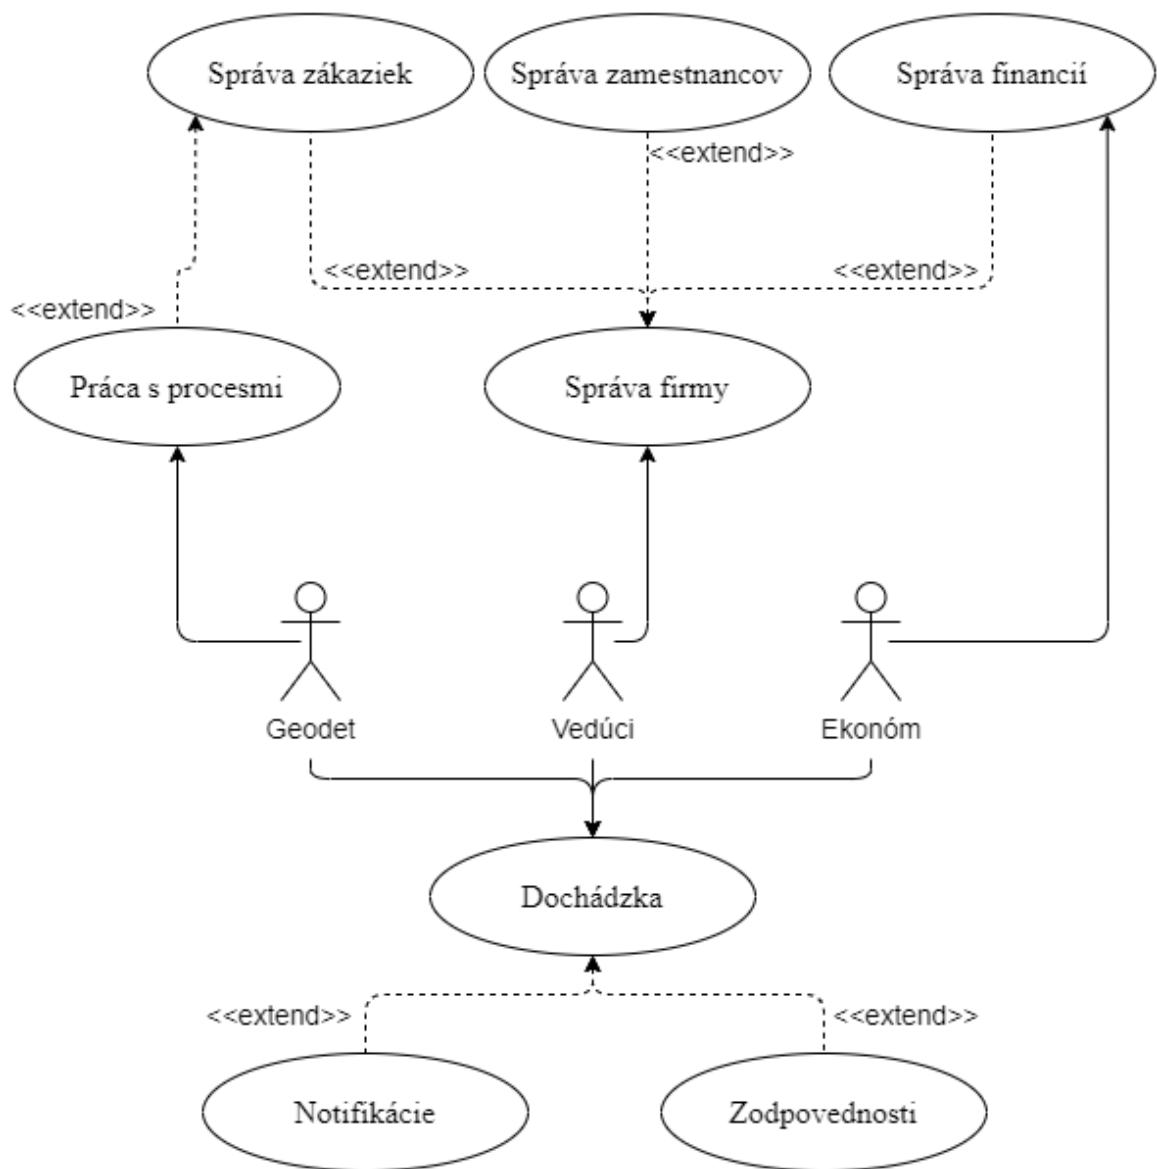 Správa zákaziek
Správa zamestnancov
Správa financií
<<extend>>
<<extend>>
<<extend>>
<<extend>>
Práca s procesmi
Správa firmy
Geodet
Vedúci
Ekonóm
Dochádzka
<<extend>>
<<extend>>
Notifikácie
Zodpovednosti